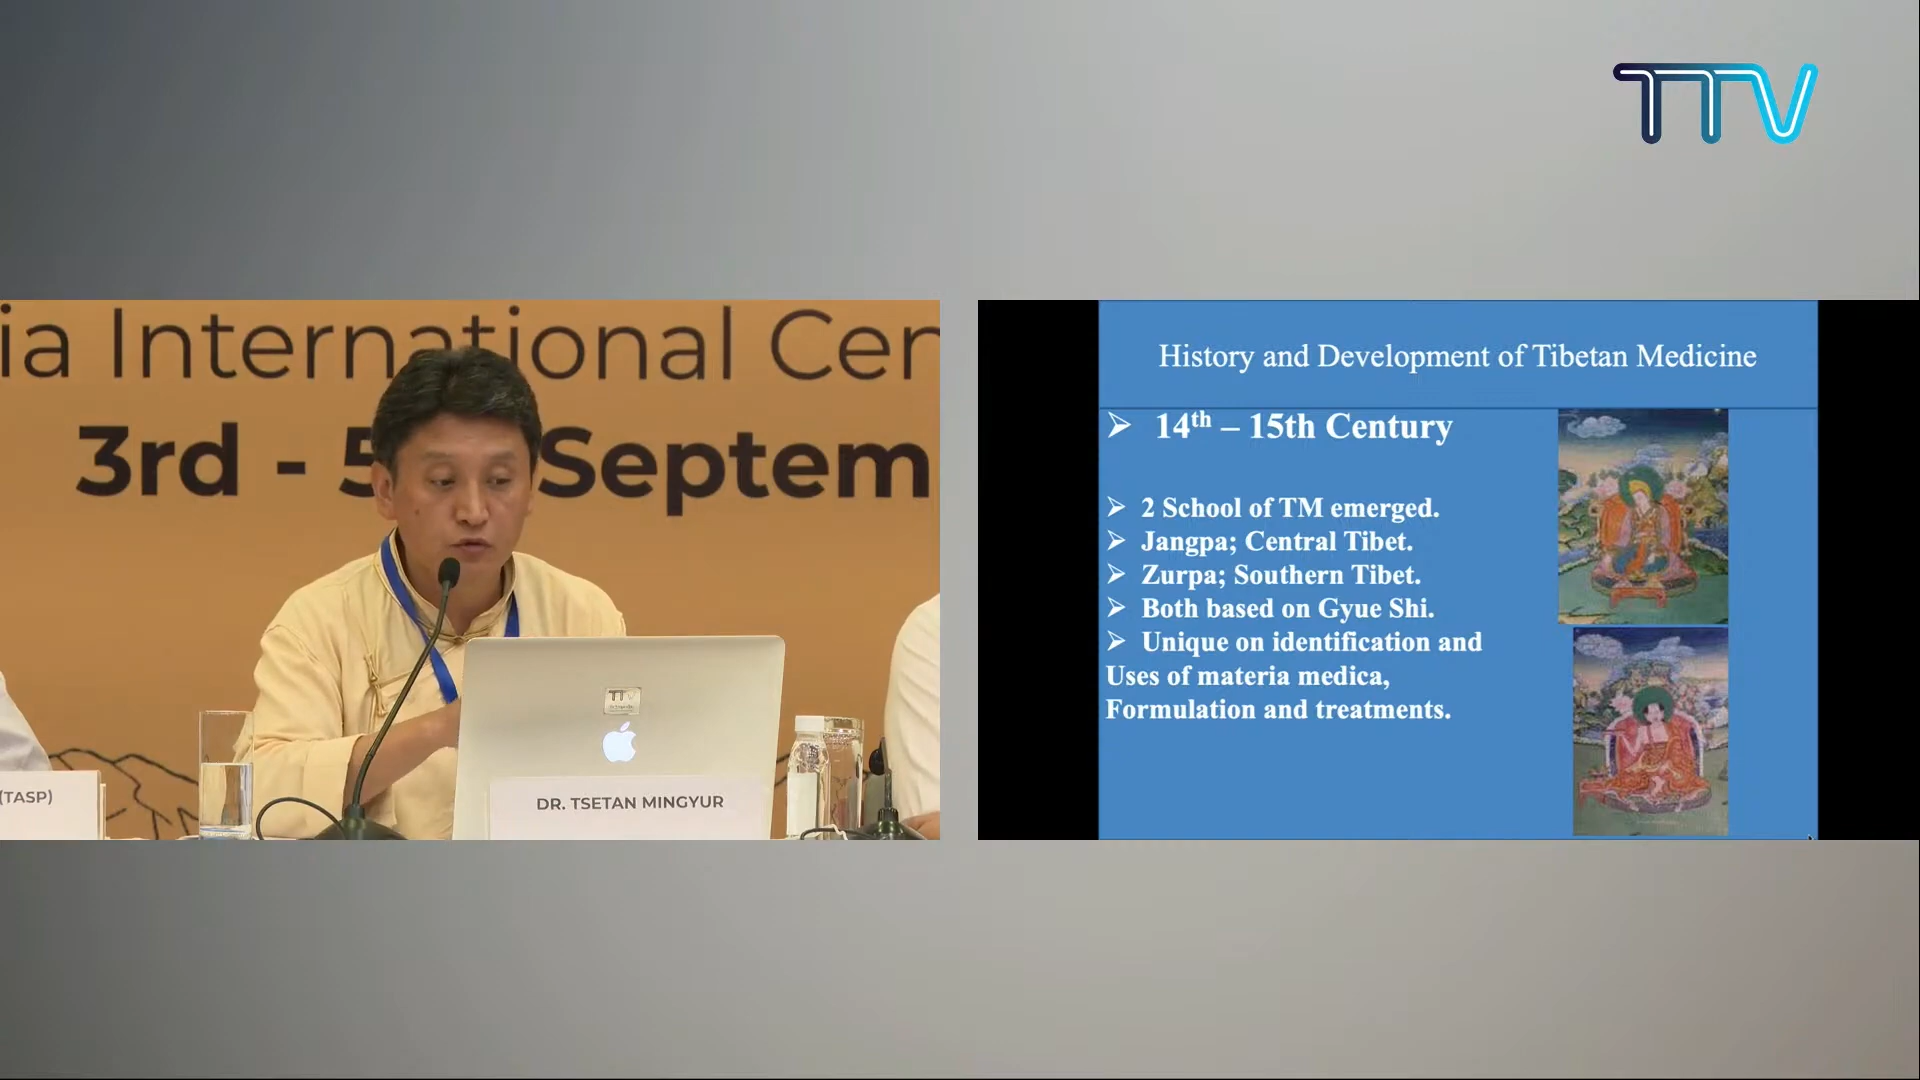 TTV
ia International Cen
3rd - 5 Septem
(TASP)
TTV
DR. TSETAN MINGYUR
History and Development of Tibetan Medicine
➢ 14th – 15th Century
➢ 2 School of TM emerged.
➢ Jangpa; Central Tibet.
➢ Zurpa; Southern Tibet.
➢ Both based on Gyue Shi.
➢ Unique on identification and
Uses of materia medica,
Formulation and treatments.